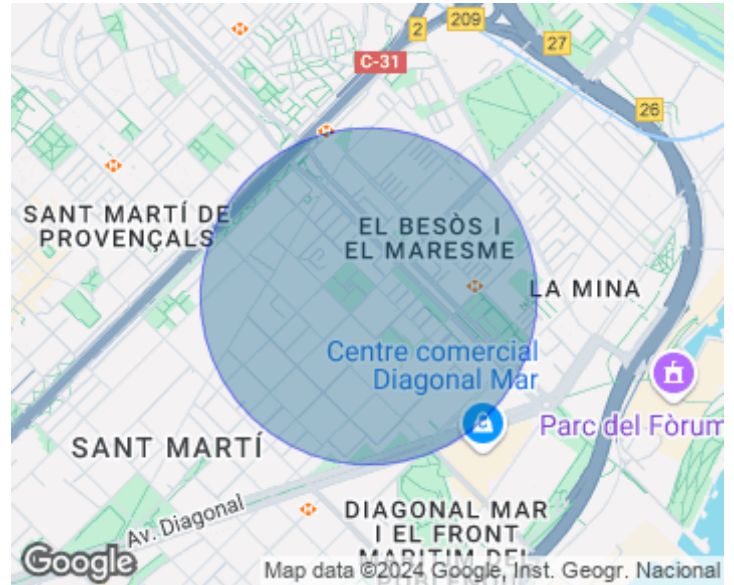 2
209
27
C-31
26
SANT MARTÍ DE
PROVENÇALS
EL BESÒS I
EL MARESME
LA MINA
Centre comercial
Diagonal Mar
Parc del Fòrum
SANT MARTÍ
Av. Diagonal
DIAGONAL MAR
I EL FRONT
MARITIM DEL
Google
Map data ©2024 Google, Inst. Geogr. Nacional